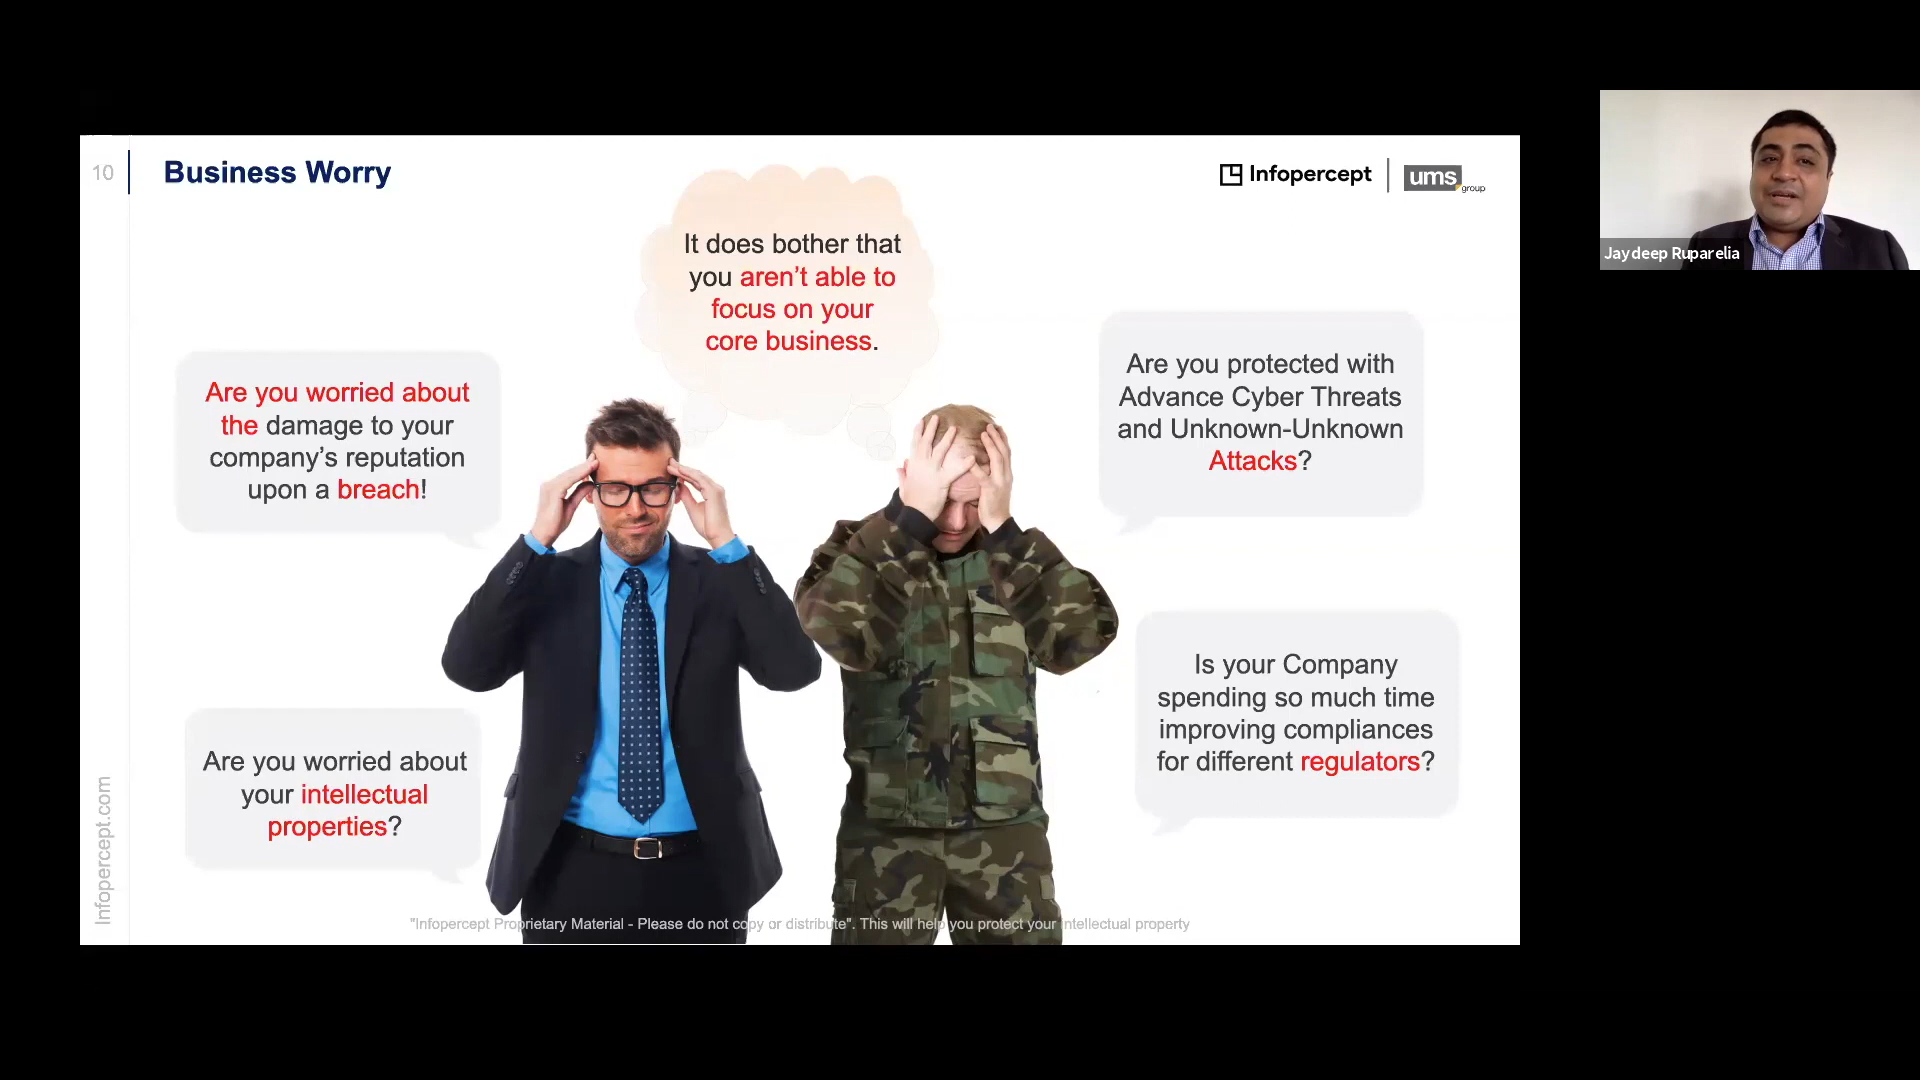 10
Business Worry
Infopercept
ums
group
It does bother that
you aren't able to
focus on your
core business.
Are you worried about
the damage to your
company's reputation
upon a breach!
Are you protected with
Advance Cyber Threats
and Unknown-Unknown
Attacks?
Are you worried about
your intellectual
properties?
Is your Company
spending so much time
improving compliances
for different regulators?
Infopercept.com
"Infopercept Proprietary Material - Please do not copy or distribute". This will help you protect your intellectual property
Jaydeep Ruparelia